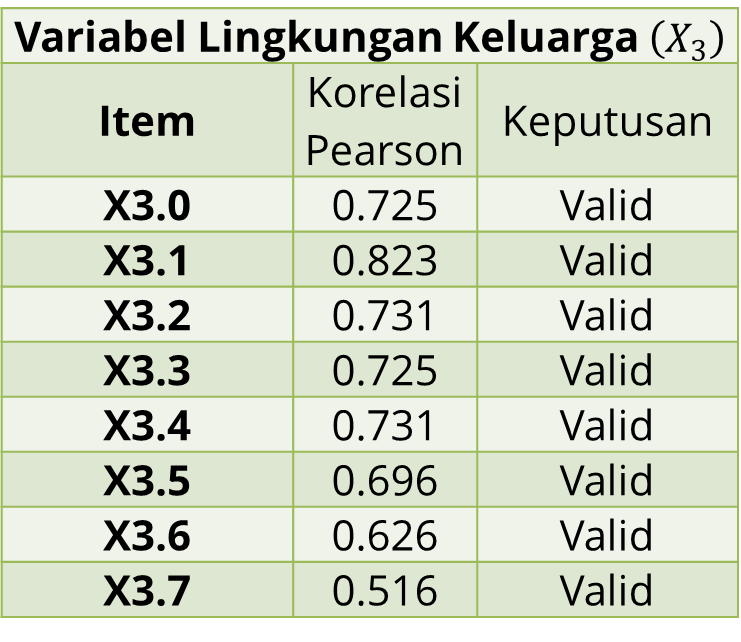 Variabel Lingkungan Keluarga (X₃)
Item Korelasi Pearson Keputusan
X3.0 0.725 Valid
X3.1 0.823 Valid
X3.2 0.731 Valid
X3.3 0.725 Valid
X3.4 0.731 Valid
X3.5 0.696 Valid
X3.6 0.626 Valid
X3.7 0.516 Valid